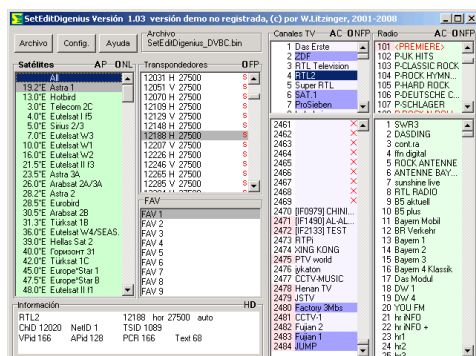 SetEditDigenius Versión 1.03 versión demo no registrada, (c) por W.Litzinger, 2001-2008
Archivo Config. Ayuda
Archivo
SetEditDigenius_DVBC.bin
Satélites AP ONL
All
19.2°E Astra 1
13.0°E Hotbird
3.0°E Telecom 2C
4.0°E Eutelsat I f5
5.0°E Sirius 2/3
7.0°E Eutelsat W3
10.0°E Eutelsat W1
16.0°E Eutelsat W2
21.5°E Eutelsat II f3
23.5°E Astra 3A
26.0°E Arabsat 2A/3A
28.2°E Astra 2
28.5°E Eurobird
30.5°E Arabsat 2B
31.3°E Türksat 1B
36.0°E Eutelsat W4/SEAS.
39.0°E Hellas Sat 2
40.0°E Горизонт 31
42.0°E Türksat 1C
45.0°E Europe*Star 1
47.5°E Europe*Star B
48.0°E Eutelsat II f1
Transpondedores OFP
12031 H 27500 S
12051 V 27500 S
12070 H 27500 S
12109 H 27500 S
12129 V 27500 S
12148 H 27500 S
12188 H 27500 S
12207 V 27500 S
12226 H 27500 S
12246 V 27500 S
12265 H 27500 S
12285 V 27500 S
FAV
FAV 1
FAV 2
FAV 3
FAV 4
FAV 5
FAV 6
FAV 7
FAV 8
FAV 9
Información HD
RTL2 12188 hor 27500 auto
ChID 12020 NetID 1 TSID 1089
VPid 166 APid 128 PCR 166 Text 68
Canales TV AC ONFP
1 Das Erste
2 ZDF
3 RTL Television
4 RTL2
5 Super RTL
6 SAT.1
7 ProSieben
2461 X
2462 X
2463 X
2464 X
2465 X
2466 X
2467 X
2468 X
2469 X
2470 [IF0979] CHINI...
2471 [IF1490] AL-AL...
2472 [IF2133] TEST
2473 RTPi
2474 XING KONG
2475 PTV world
2476 jykaton
2477 CCTV-MUSIC
2478 Henan TV
2479 JSTV
2480 Factory 3Mbs
2481 CCTV-1
2482 Fujian 2
2483 Fujian 1
2484 JUMP
Radio AC ONFP
101 <PREMIERE>
102 P-UK HITS
103 P-CLASSIC ROCK
104 P-ROCK HYMN...
105 P-HARD ROCK
106 P-DEUTSCHE C...
107 P-SCHLAGER
1 SWR3
2 DASDING
3 cont.ra
4 ffn digital
5 ROCK ANTENNE
6 ANTENNE BAY...
7 sunshine live
8 RTL RADIO
9 B5 aktuell
10 B5 plus
11 Bayern Mobil
12 BR Verkehr
13 Bayern 1
14 Bayern 2
15 Bayern 3
16 Bayern 4 Klassik
17 Das Modul
18 DW 1
19 DW 4
20 YOU FM
21 hr INFO
22 hr INFO +
23 hr1
24 hr2